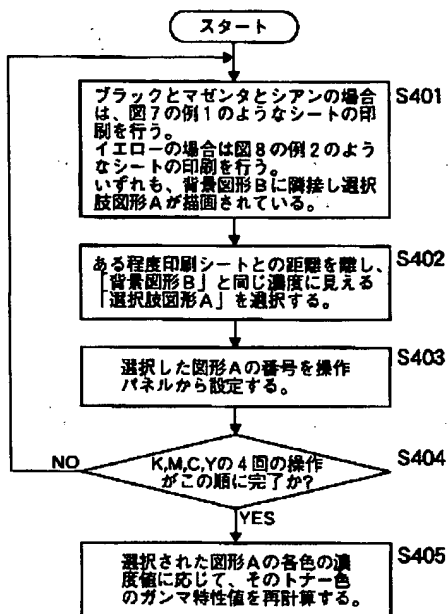 スタート
S401
ブラックとマゼンタとシアンの場合
は、図7の例1のようなシートの印
刷を行う。
イエローの場合は図8の例2のよう
なシートの印刷を行う。
いずれも、背景図形Bに隣接し選択
肢図形Aが描画されている。
S402
ある程度印刷シートとの距離を離し、
「背景図形B」と同じ濃度に見える
「選択肢図形A」を選択する。
S403
選択した図形Aの番号を操作
パネルから設定する。
S404
NO
K,M,C,Yの4回の操作
がこの順に完了か?
YES
S405
選択された図形Aの各色の濃
度値に応じて、そのトナー色
のガンマ特性値を再計算する。